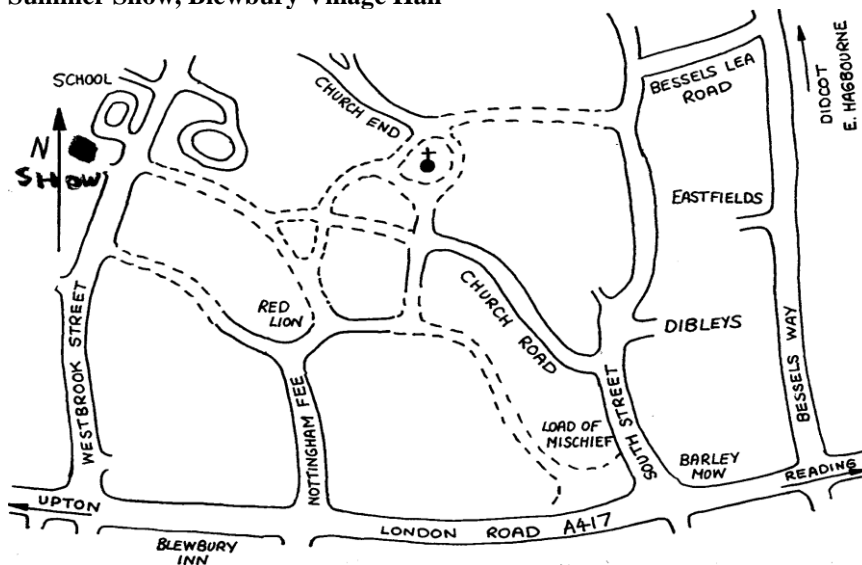 Summer Show, Blewbury Village Hall
SCHOOL
N
SHOW
CHURCH END
BESSELS LEA
ROAD
DIDCOT
E. HAGBOURNE
EASTFIELDS
RED
LION
CHURCH ROAD
DIBLEYS
WESTBROOK STREET
NOTTINGHAM FEE
LOAD OF
MISCHIEF
SOUTH STREET
BARLEY
MOW
BESSELS WAY
READING
UPTON
LONDON ROAD A417
BLEWBURY
INN